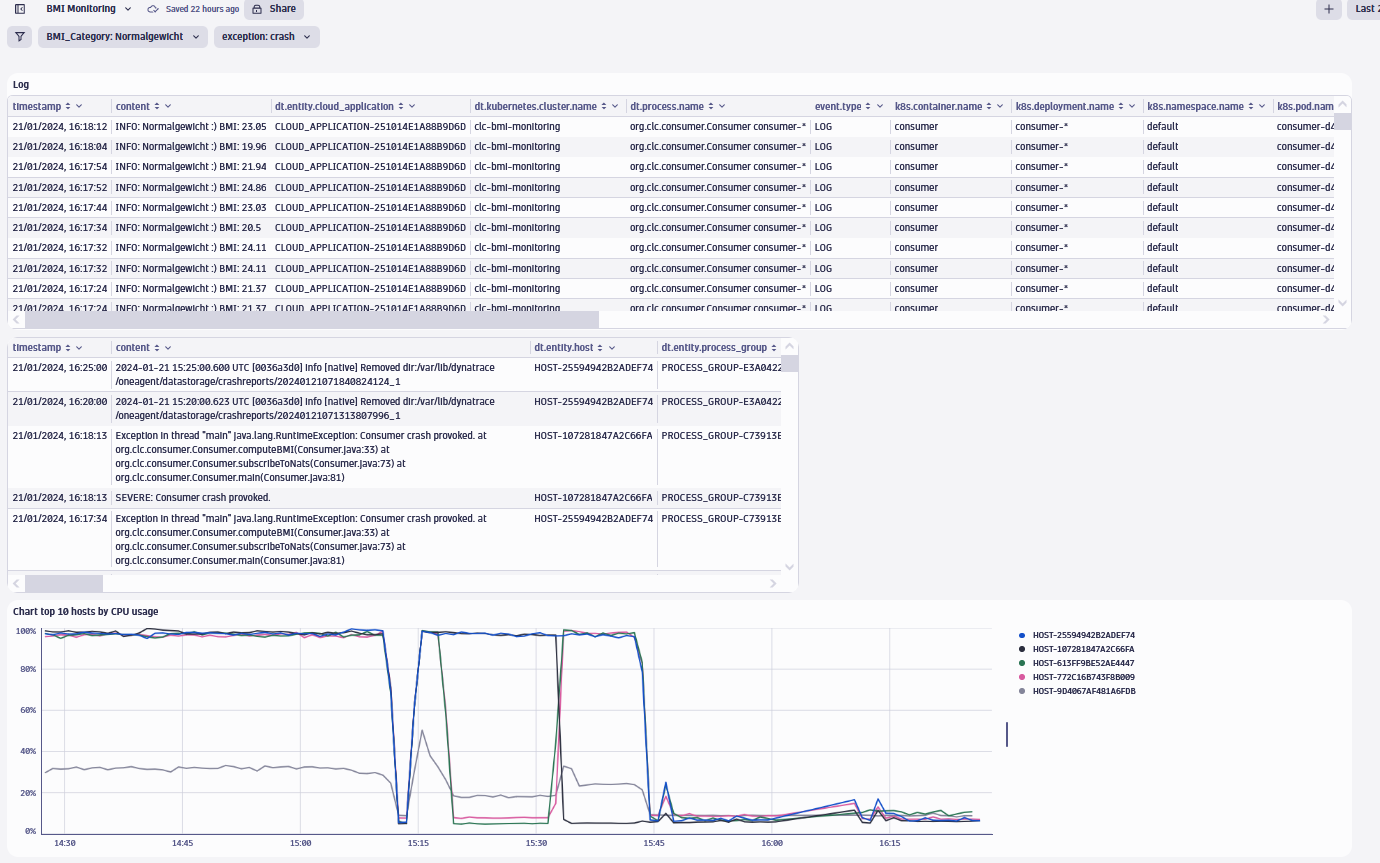 BMI Monitoring Saved 22 hours ago Share
BMI_Category: Normalgewicht exception: crash
Log
timestamp content dt.entity.cloud_application dt.kubernetes.cluster.name dt.process.name event.type k8s.container.name k8s.deployment.name k8s.namespace.name k8s.pod.nam
21/01/2024, 16:18:12 INFO: Normalgewicht :) BMI: 23.05 CLOUD_APPLICATION-251014E1A88B9D6D clc-bmi-monitoring org.clc.consumer.Consumer consumer-* LOG consumer consumer-* default consumer-d4
21/01/2024, 16:18:04 INFO: Normalgewicht :) BMI: 19.96 CLOUD_APPLICATION-251014E1A88B9D6D clc-bmi-monitoring org.clc.consumer.Consumer consumer-* LOG consumer consumer-* default consumer-d4
21/01/2024, 16:17:54 INFO: Normalgewicht :) BMI: 21.94 CLOUD_APPLICATION-251014E1A88B9D6D clc-bmi-monitoring org.clc.consumer.Consumer consumer-* LOG consumer consumer-* default consumer-d4
21/01/2024, 16:17:52 INFO: Normalgewicht :) BMI: 24.86 CLOUD_APPLICATION-251014E1A88B9D6D clc-bmi-monitoring org.clc.consumer.Consumer consumer-* LOG consumer consumer-* default consumer-d4
21/01/2024, 16:17:44 INFO: Normalgewicht :) BMI: 23.03 CLOUD_APPLICATION-251014E1A88B9D6D clc-bmi-monitoring org.clc.consumer.Consumer consumer-* LOG consumer consumer-* default consumer-d4
21/01/2024, 16:17:34 INFO: Normalgewicht :) BMI: 20.5 CLOUD_APPLICATION-251014E1A88B9D6D clc-bmi-monitoring org.clc.consumer.Consumer consumer-* LOG consumer consumer-* default consumer-d4
21/01/2024, 16:17:32 INFO: Normalgewicht :) BMI: 24.11 CLOUD_APPLICATION-251014E1A88B9D6D clc-bmi-monitoring org.clc.consumer.Consumer consumer-* LOG consumer consumer-* default consumer-d4
21/01/2024, 16:17:32 INFO: Normalgewicht :) BMI: 24.11 CLOUD_APPLICATION-251014E1A88B9D6D clc-bmi-monitoring org.clc.consumer.Consumer consumer-* LOG consumer consumer-* default consumer-d4
21/01/2024, 16:17:24 INFO: Normalgewicht :) BMI: 21.37 CLOUD_APPLICATION-251014E1A88B9D6D clc-bmi-monitoring org.clc.consumer.Consumer consumer-* LOG consumer consumer-* default consumer-d4
21/01/2024, 16:17:24 INFO: Normalgewicht :) BMI: 21.37 CLOUD_APPLICATION-251014E1A88B9D6D clc-bmi-monitoring org.clc.consumer.Consumer consumer-* LOG consumer consumer-* default consumer-d4
timestamp content dt.entity.host dt.entity.process_group
21/01/2024, 16:25:00 2024-01-21 15:25:00.600 UTC [0036a3d0] info [native] Removed dir:/var/lib/dynatrace HOST-25594942B2ADEF74 PROCESS_GROUP-E3A0422
/oneagent/datastorage/crashreports/20240121071840824124_1
21/01/2024, 16:20:00 2024-01-21 15:20:00.623 UTC [0036a3d0] info [native] Removed dir:/var/lib/dynatrace HOST-25594942B2ADEF74 PROCESS_GROUP-E3A0422
/oneagent/datastorage/crashreports/20240121071313807996_1
21/01/2024, 16:18:13 Exception in thread "main" java.lang.RuntimeException: Consumer crash provoked. at HOST-107281847A2C66FA PROCESS_GROUP-C73913E
org.clc.consumer.Consumer.computeBMI(Consumer.java:33) at
org.clc.consumer.Consumer.subscribeToNats(Consumer.java:73) at
org.clc.consumer.Consumer.main(Consumer.java:81)
21/01/2024, 16:18:13 SEVERE: Consumer crash provoked. HOST-107281847A2C66FA PROCESS_GROUP-C73913E
21/01/2024, 16:17:34 Exception in thread "main" java.lang.RuntimeException: Consumer crash provoked. at HOST-25594942B2ADEF74 PROCESS_GROUP-C73913E
org.clc.consumer.Consumer.computeBMI(Consumer.java:33) at
org.clc.consumer.Consumer.subscribeToNats(Consumer.java:73) at
org.clc.consumer.Consumer.main(Consumer.java:81)
Chart top 10 hosts by CPU usage
100%
80%
60%
40%
20%
0%
14:30 14:45 15:00 15:15 15:30 15:45 16:00 16:15
HOST-25594942B2ADEF74
HOST-107281847A2C66FA
HOST-613FF9BE52AE4447
HOST-772C16B743F8B009
HOST-9D4067AF481A6FDB